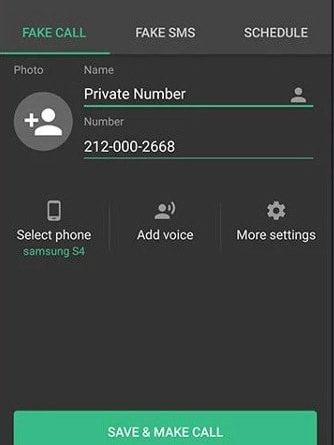 FAKE CALL FAKE SMS SCHEDULE
Photo Name
Private Number
Number
212-000-2668
Select phone Add voice More settings
samsung S4
SAVE & MAKE CALL